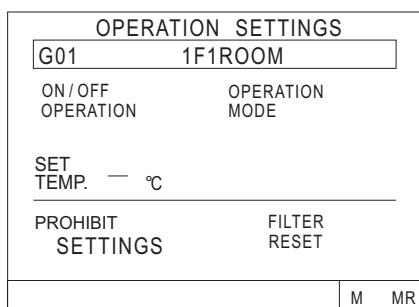 OPERATION SETTINGS
G01 1F1ROOM
ON/OFF OPERATION
OPERATION MODE
SET TEMP. — ℃
PROHIBIT SETTINGS
FILTER RESET
M MR